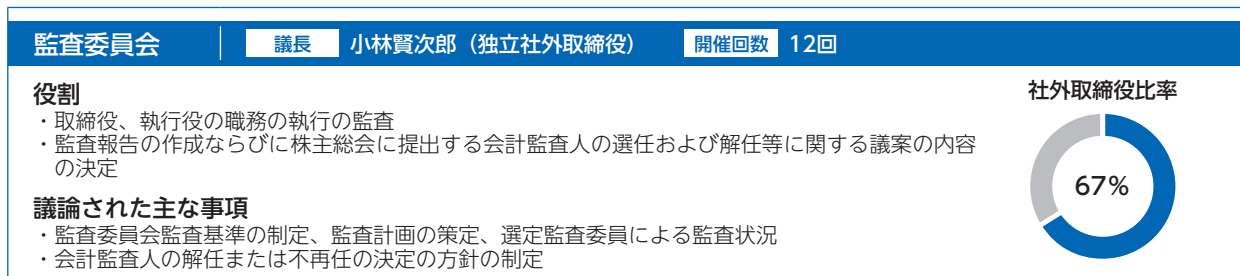 監査委員会 議長 小林賢次郎（独立社外取締役） 開催回数 12回
役割
・取締役、執行役の職務の執行の監査
・監査報告の作成ならびに株主総会に提出する会計監査人の選任および解任等に関する議案の内容
の決定
議論された主な事項
・監査委員会監査基準の制定、監査計画の策定、選定監査委員による監査状況
・会計監査人の解任または不再任の決定の方針の制定
社外取締役比率
67%